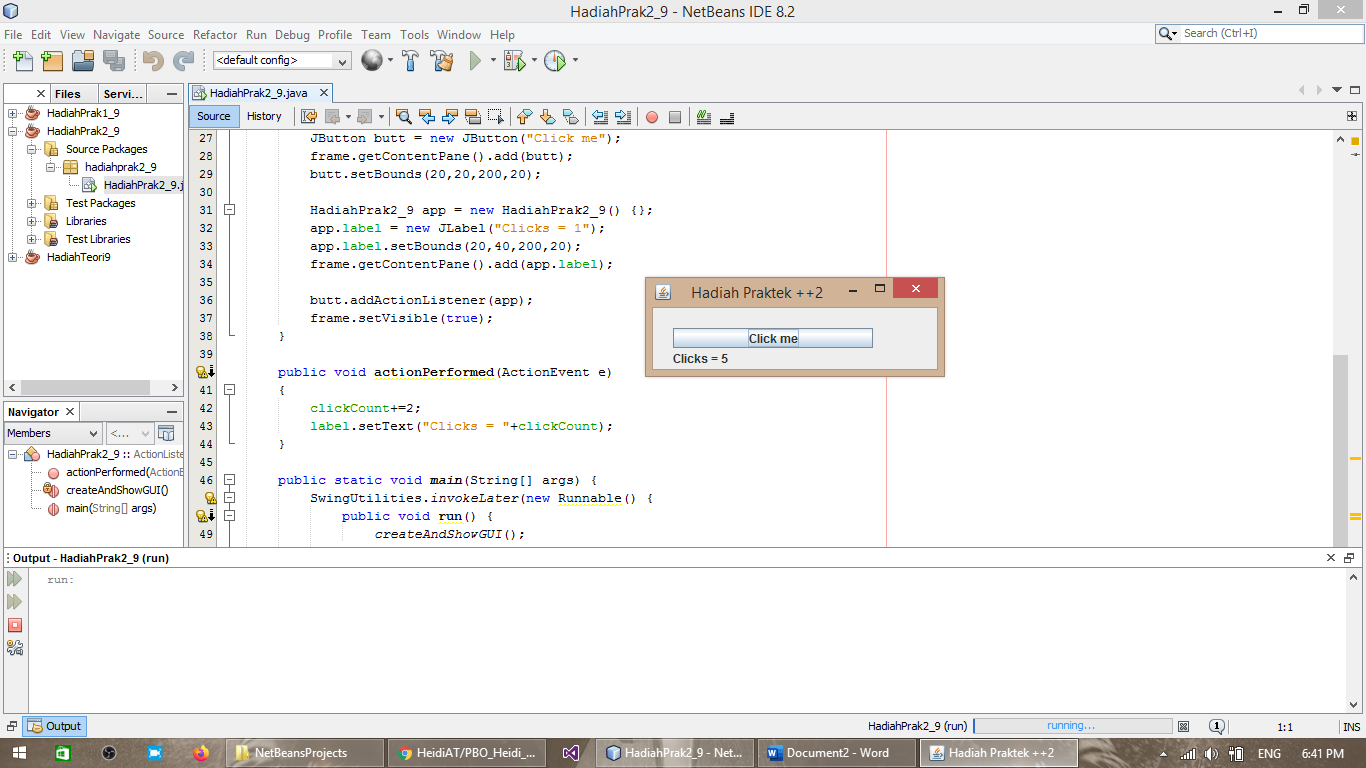 HadiahPrak2_9 - NetBeans IDE 8.2
File Edit View Navigate Source Refactor Run Debug Profile Team Tools Window Help
Search (Ctrl+I)
<default config>
Files Servi...
HadiahPrak1_9
HadiahPrak2_9
Source Packages
hadiahprak2_9
HadiahPrak2_9.j
Test Packages
Libraries
Test Libraries
HadiahTeori9
Navigator
Members <...
HadiahPrak2_9 :: ActionListe
actionPerformed(ActionE
createAndShowGUI()
main(String[] args)
HadiahPrak2_9.java
Source History
27 JButton butt = new JButton("Click me");
28 frame.getContentPane().add(butt);
29 butt.setBounds(20,20,200,20);
30
31 HadiahPrak2_9 app = new HadiahPrak2_9() {};
32 app.label = new JLabel("Clicks = 1");
33 app.label.setBounds(20,40,200,20);
34 frame.getContentPane().add(app.label);
35
36 butt.addActionListener(app);
37 frame.setVisible(true);
38 }
39
public void actionPerformed(ActionEvent e)
41 {
42 clickCount+=2;
43 label.setText("Clicks = "+clickCount);
44 }
45
46 public static void main(String[] args) {
SwingUtilities.invokeLater(new Runnable() {
public void run() {
49 createAndShowGUI();
Hadiah Praktek ++2
Click me
Clicks = 5
Output - HadiahPrak2_9 (run)
run:
Output
HadiahPrak2_9 (run) running... 1 1:1 INS
NetBeansProjects HeidiAT/PBO_Heidi_... HadiahPrak2_9 - Net... Document2 - Word Hadiah Praktek ++2 ENG 6:41 PM